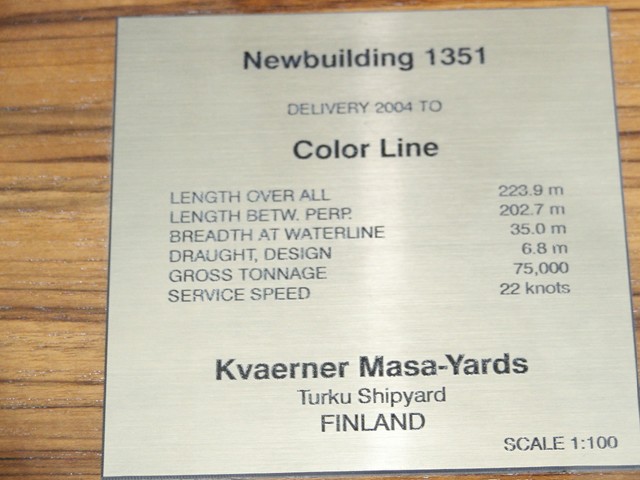 Newbuilding 1351
DELIVERY 2004 TO
Color Line
LENGTH OVER ALL 223.9 m
LENGTH BETW. PERP. 202.7 m
BREADTH AT WATERLINE 35.0 m
DRAUGHT, DESIGN 6.8 m
GROSS TONNAGE 75,000
SERVICE SPEED 22 knots
Kvaerner Masa-Yards
Turku Shipyard
FINLAND
SCALE 1:100